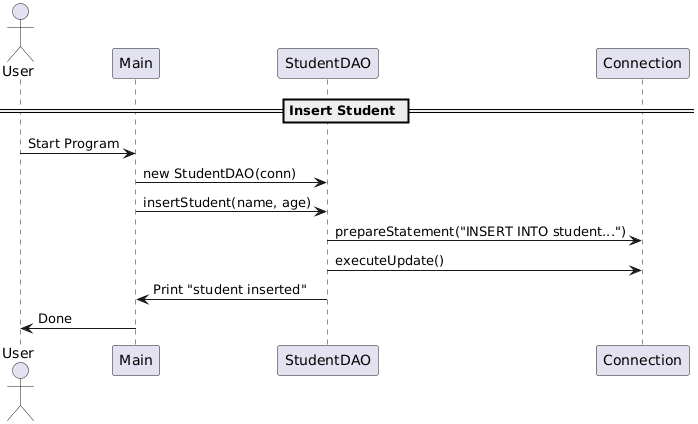 User
Main
StudentDAO
Connection
Insert Student
Start Program
new StudentDAO(conn)
insertStudent(name, age)
prepareStatement("INSERT INTO student...")
executeUpdate()
Print "student inserted"
Done
User
Main
StudentDAO
Connection